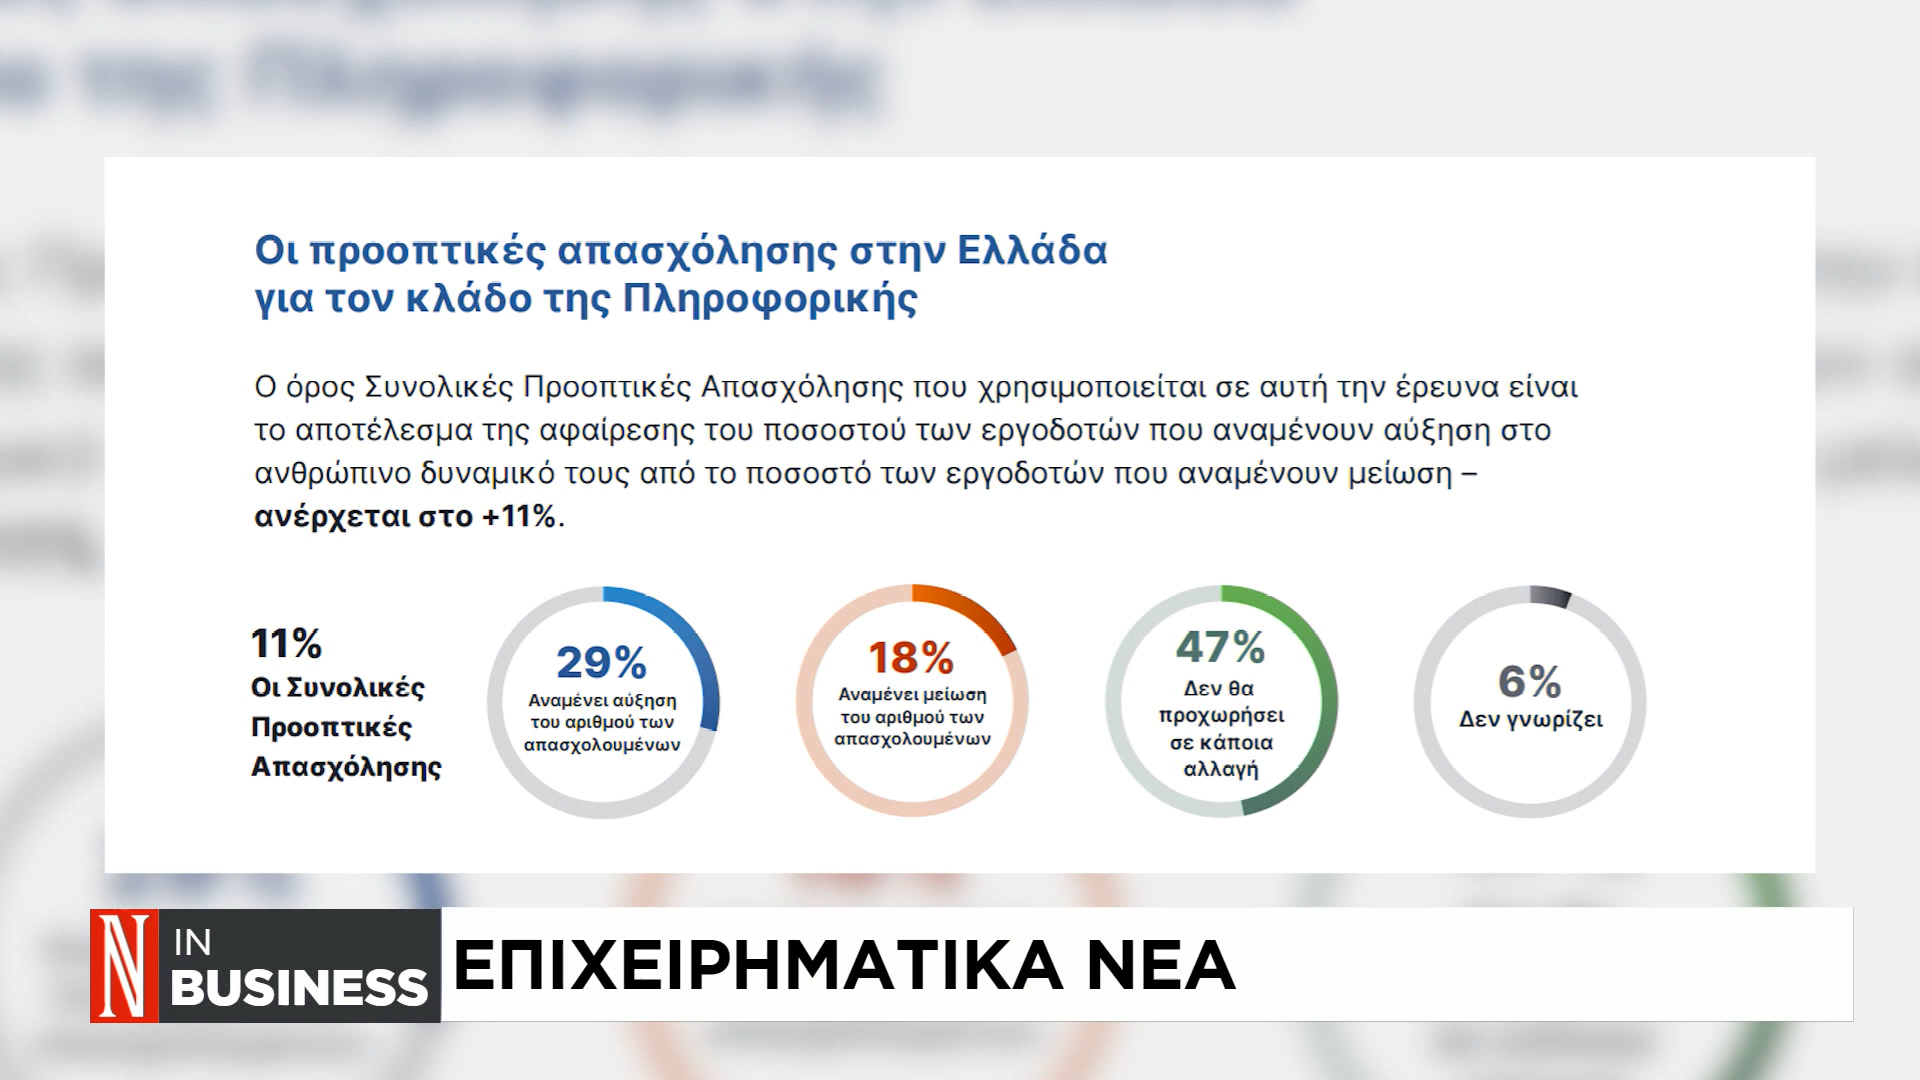 Οι προοπτικές απασχόλησης στην Ελλάδα
για τον κλάδο της Πληροφορικής
Ο όρος Συνολικές Προοπτικές Απασχόλησης που χρησιμοποιείται σε αυτή την έρευνα είναι
το αποτέλεσμα της αφαίρεσης του ποσοστού των εργοδοτών που αναμένουν αύξηση στο
ανθρώπινο δυναμικό τους από το ποσοστό των εργοδοτών που αναμένουν μείωση –
ανέρχεται στο +11%.
11%
Οι Συνολικές
Προοπτικές
Απασχόλησης
29%
Αναμένει αύξηση
του αριθμού των
απασχολουμένων
18%
Αναμένει μείωση
του αριθμού των
απασχολουμένων
47%
Δεν θα
προχωρήσει
σε κάποια
αλλαγή
6%
Δεν γνωρίζει
N IN
BUSINESS
ΕΠΙΧΕΙΡΗΜΑΤΙΚΑ ΝΕΑ